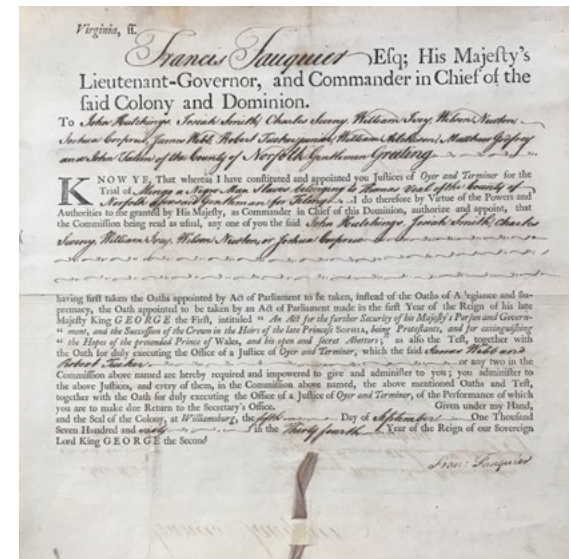 Virginia, ss.
Francis Fauquier Esq; His Majesty's
Lieutenant-Governor, and Commander in Chief of the
said Colony and Dominion.
To John Hutchings, Josiah Smith, Charles Sweny, William Ivy, Wilson Newton,
Joshua Corprew, James Webb, Robert Tucker junior, William Aitchison, Matthew Godfrey
and John Tatem of the County of Norfolk Gentlemen Greeting
KNOW YE, That whereas I have constituted and appointed you Justices of Oyer and Terminer for the
Trial of Mingo a Negro Man Slave belonging to Thomas Veal of the County of
Norfolk aforesaid Gentleman for Felony I do therefore by Virtue of the Powers and
Authorities to me granted by His Majesty, as Commander in Chief of this Dominion, authorize and appoint, that
the Commission being read as usual, any one of you the said John Hutchings, Josiah Smith, Charles
Sweny, William Ivy, Wilson Newton, or Joshua Corprew
having first taken the Oaths appointed by Act of Parliament to be taken, instead of the Oaths of Allegiance and Su-
premacy, the Oath appointed to be taken by an Act of Parliament made in the first Year of the Reign of his late
Majesty King GEORGE the First, intituled "An Act for the further Security of his Majesty's Person and Govern-
" ment, and the Succession of the Crown in the Heirs of the late Princess SOPHIA, being Protestants, and for extinguishing
" the Hopes of the pretended Prince of Wales, and his open and secret Abettors; " as also the Test, together with
the Oath for duly executing the Office of a Justice of Oyer and Terminer, which the said James Webb and
Robert Tucker or any two in the
Commission above named are hereby required and impowered to give and administer to you; you administer to
the above Justices, and every of them, in the Commission above named, the above mentioned Oaths and Test,
together with the Oath for duly executing the Office of a Justice of Oyer and Terminer, of the Performance of which
you are to make due Return to the Secretary's Office. Given under my Hand,
and the Seal of the Colony, at Williamsburg, the fifth Day of September One Thousand
Seven Hundred and sixty in the Thirty fourth Year of the Reign of our Sovereign
Lord King GEORGE the Second
Fran: Fauquier